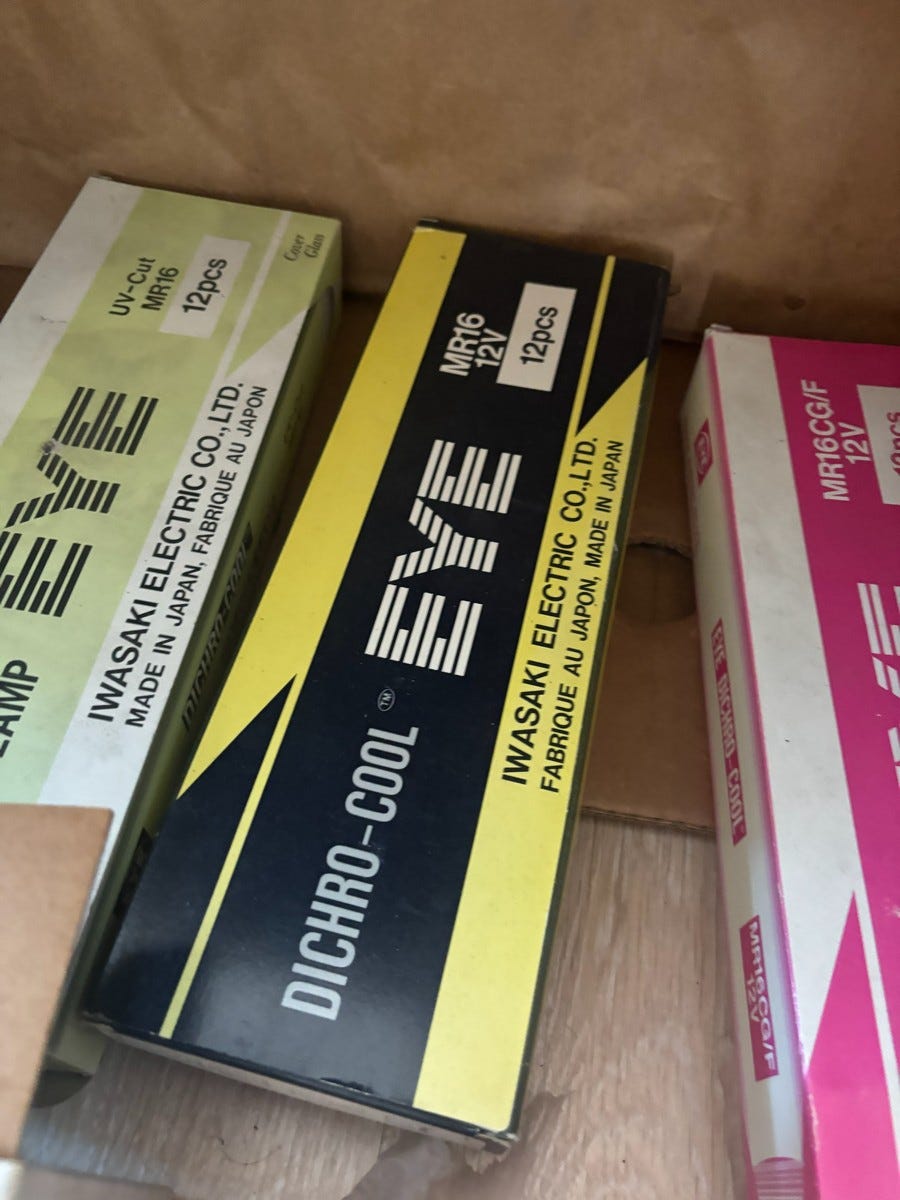 UV-Cut
MR16
12pcs
Cover
Glass
EYE
LAMP
IWASAKI ELECTRIC CO.,LTD.
MADE IN JAPAN, FABRIQUE AU JAPON
DICHRO-COOL
MR16
12V
12pcs
EYE
DICHRO-COOL TM
IWASAKI ELECTRIC CO.,LTD.
FABRIQUE AU JAPON, MADE IN JAPAN
MR16CG/F
12V
EYE DICHRO-COOL
MR16CG/F
12V